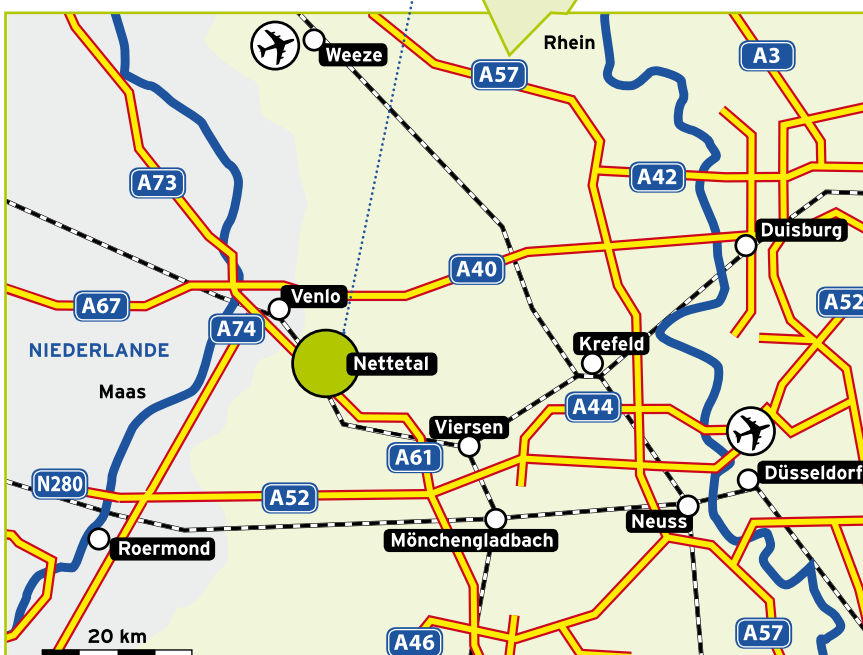 Rhein
Weeze
A3
A57
A73
A42
Duisburg
A40
Venlo
A67
A52
A74
Krefeld
NIEDERLANDE
Nettetal
Maas
A44
Viersen
A61
Düsseldorf
N280
A52
Neuss
Mönchengladbach
Roermond
20 km
A46
A57